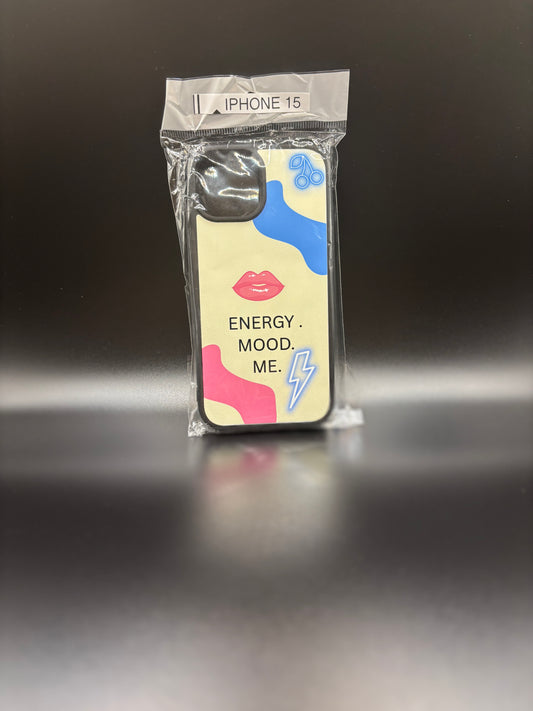 IPHONE 15
ENERGY .
MOOD.
ME.